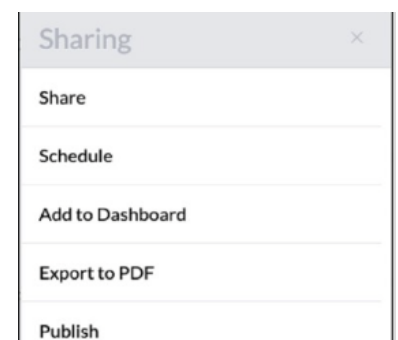 Sharing ×
Share
Schedule
Add to Dashboard
Export to PDF
Publish